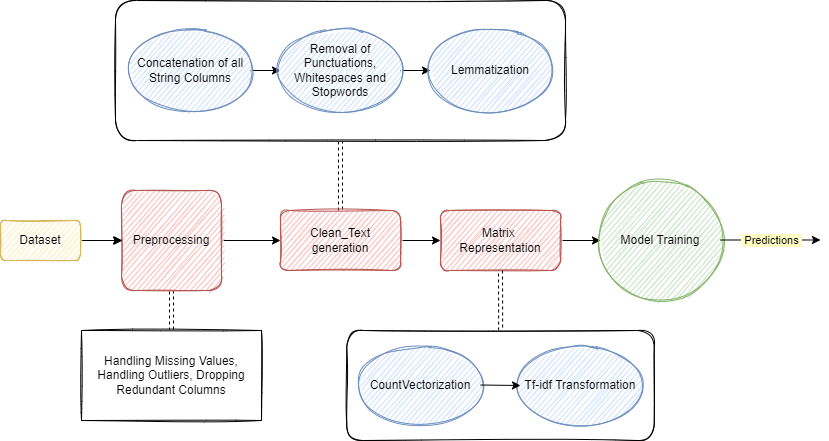 Concatenation of all
String Columns
Removal of
Punctuations,
Whitespaces and
Stopwords
Lemmatization
Dataset
Preprocessing
Clean_Text
generation
Matrix
Representation
Model Training
Predictions
Handling Missing Values,
Handling Outliers, Dropping
Redundant Columns
CountVectorization
Tf-idf Transformation